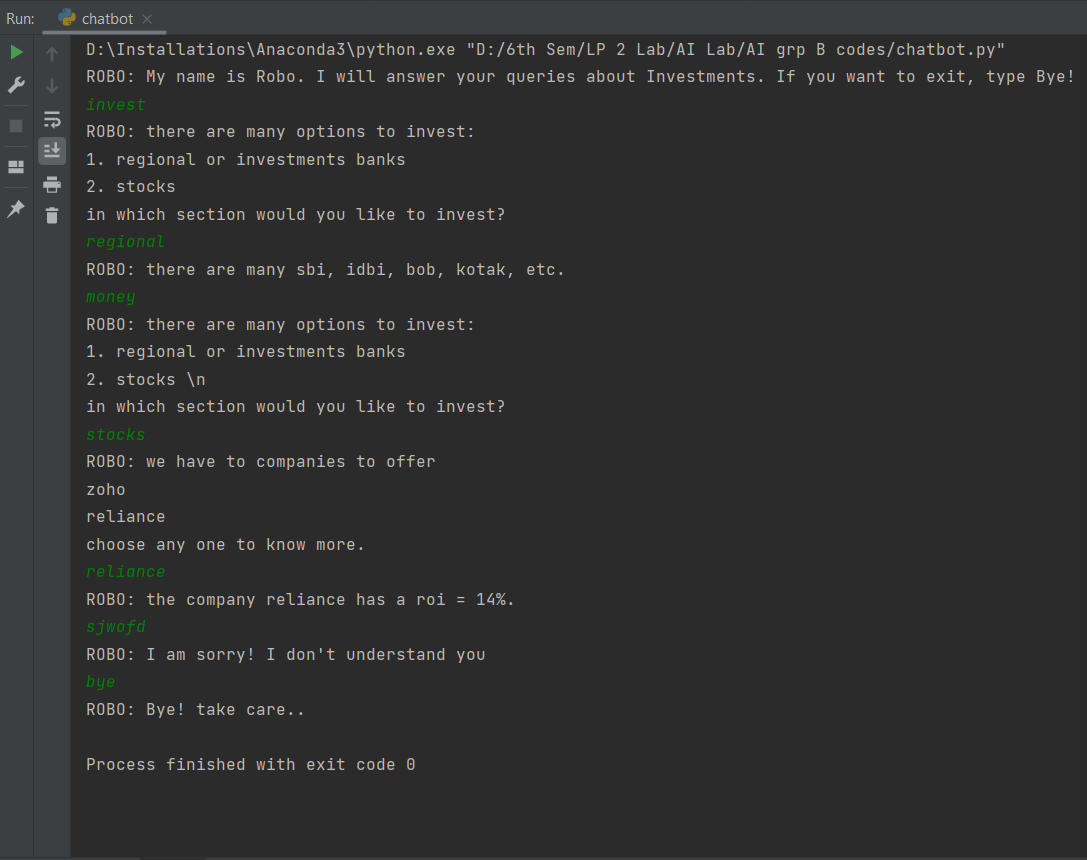 Run: chatbot
D:\Installations\Anaconda3\python.exe "D:/6th Sem/LP 2 Lab/AI Lab/AI grp B codes/chatbot.py"
ROBO: My name is Robo. I will answer your queries about Investments. If you want to exit, type Bye!
invest
ROBO: there are many options to invest:
1. regional or investments banks
2. stocks
in which section would you like to invest?
regional
ROBO: there are many sbi, idbi, bob, kotak, etc.
money
ROBO: there are many options to invest:
1. regional or investments banks
2. stocks \n
in which section would you like to invest?
stocks
ROBO: we have to companies to offer
zoho
reliance
choose any one to know more.
reliance
ROBO: the company reliance has a roi = 14%.
sjwofd
ROBO: I am sorry! I don't understand you
bye
ROBO: Bye! take care..
Process finished with exit code 0